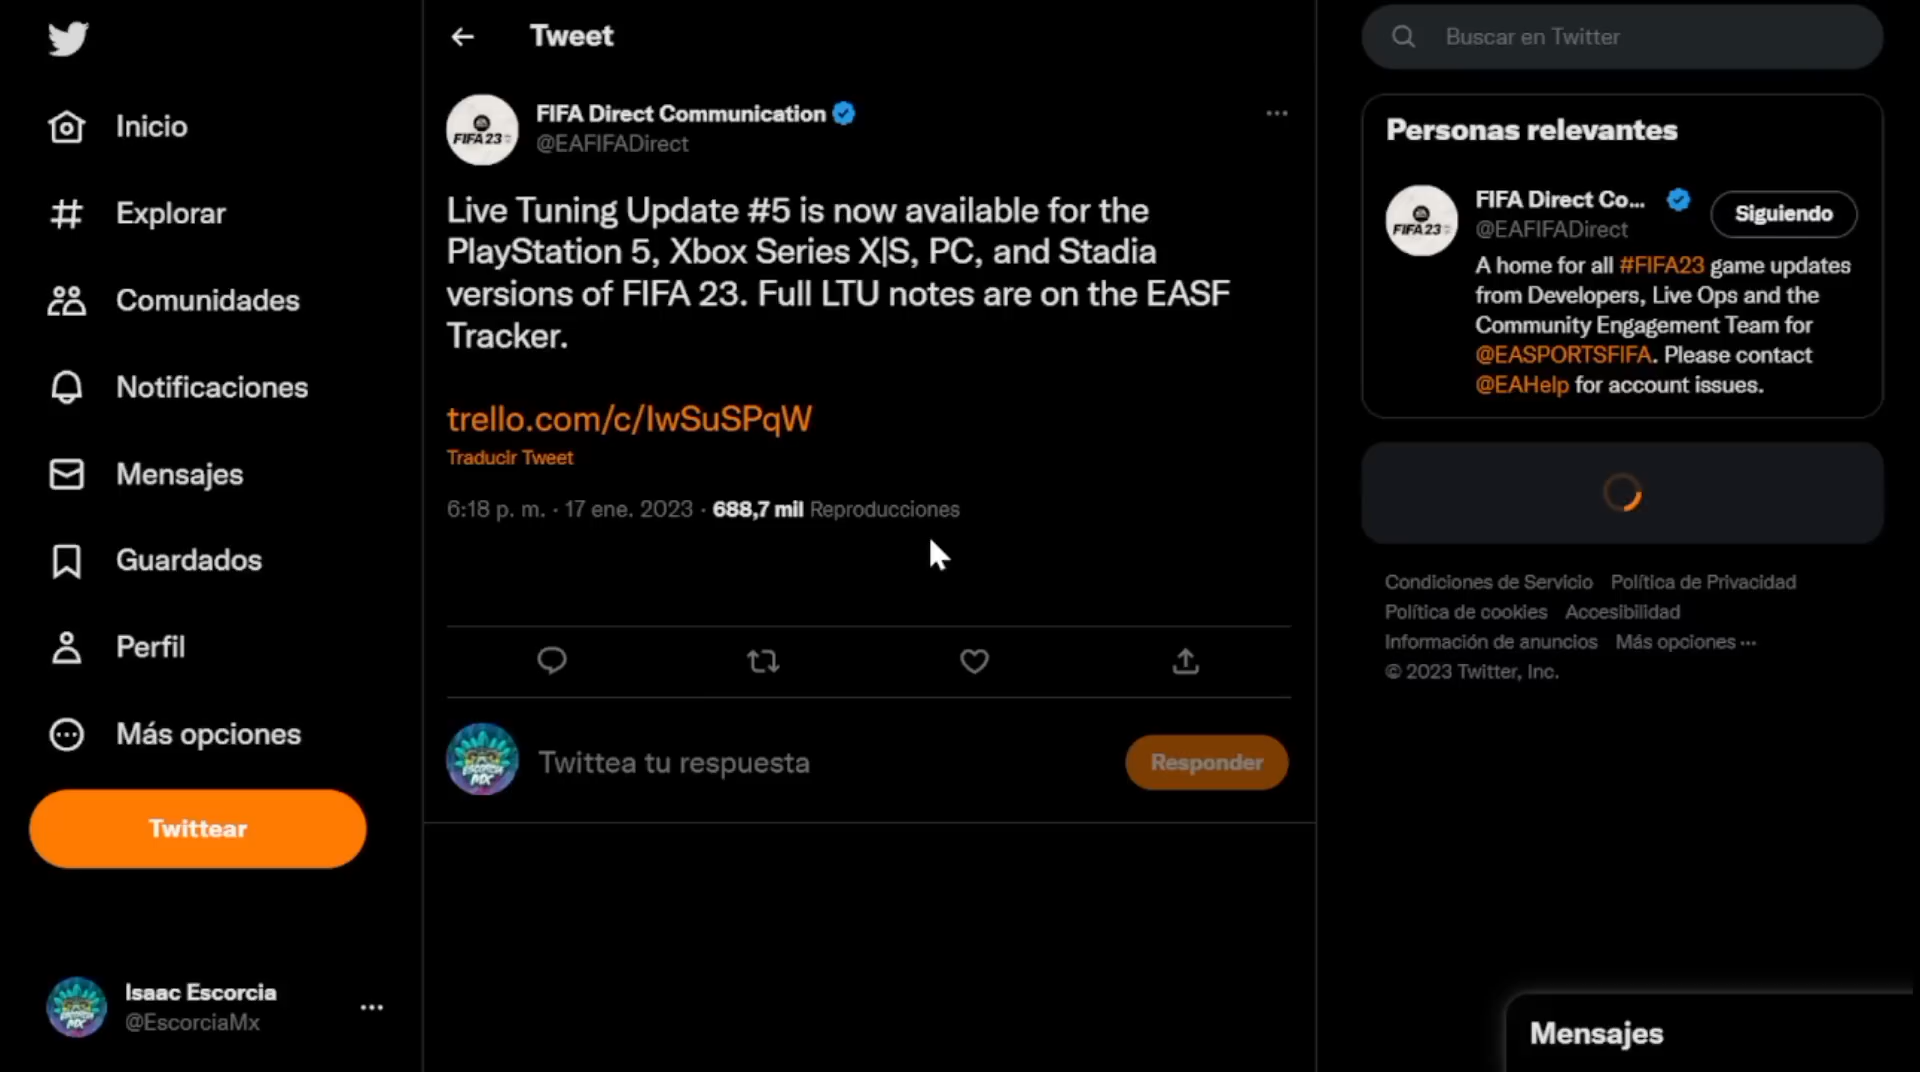 Tweet
Buscar en Twitter
Inicio
Explorar
Comunidades
Notificaciones
Mensajes
Guardados
Perfil
Más opciones
Twittear
Isaac Escorcia
@EscorciaMx
FIFA 23
FIFA Direct Communication
@EAFIFADirect
Live Tuning Update #5 is now available for the
PlayStation 5, Xbox Series X|S, PC, and Stadia
versions of FIFA 23. Full LTU notes are on the EASF
Tracker.
trello.com/c/IwSuSPqW
Traducir Tweet
6:18 p. m. · 17 ene. 2023 · 688,7 mil Reproducciones
ESCORCIA
MX
Twittea tu respuesta
Responder
Personas relevantes
FIFA 23
FIFA Direct Co...
@EAFIFADirect
Siguiendo
A home for all #FIFA23 game updates
from Developers, Live Ops and the
Community Engagement Team for
@EASPORTSFIFA. Please contact
@EAHelp for account issues.
Condiciones de Servicio Política de Privacidad
Política de cookies Accesibilidad
Información de anuncios Más opciones ···
© 2023 Twitter, Inc.
Mensajes